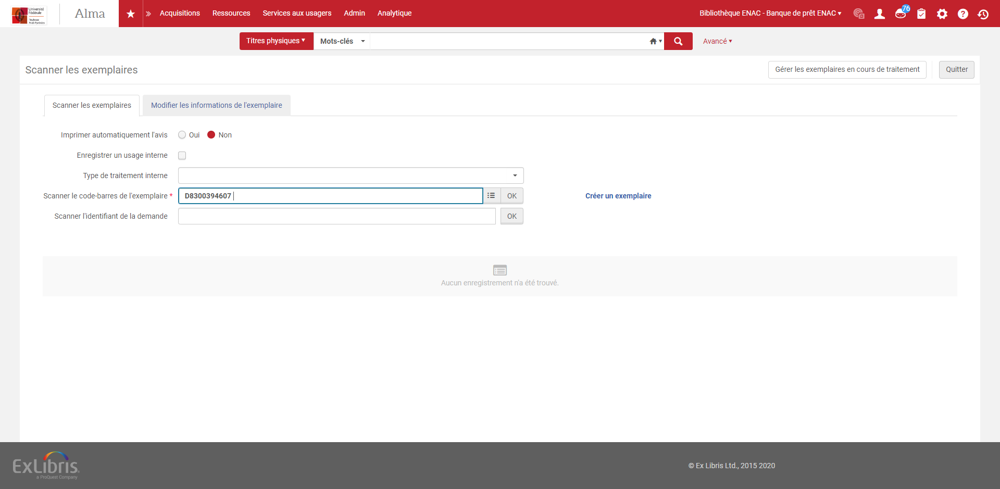 Université
Fédérale
Toulouse
Midi-Pyrénées
Alma
Acquisitions
Ressources
Services aux usagers
Admin
Analytique
Bibliothèque ENAC - Banque de prêt ENAC
76
Titres physiques
Mots-clés
Avancé
Scanner les exemplaires
Gérer les exemplaires en cours de traitement
Quitter
Scanner les exemplaires
Modifier les informations de l'exemplaire
Imprimer automatiquement l'avis
Oui
Non
Enregistrer un usage interne
Type de traitement interne
Scanner le code-barres de l'exemplaire *
D8300394607
OK
Créer un exemplaire
Scanner l'identifiant de la demande
OK
Aucun enregistrement n'a été trouvé.
ExLibris
a ProQuest Company
© Ex Libris Ltd., 2015 2020